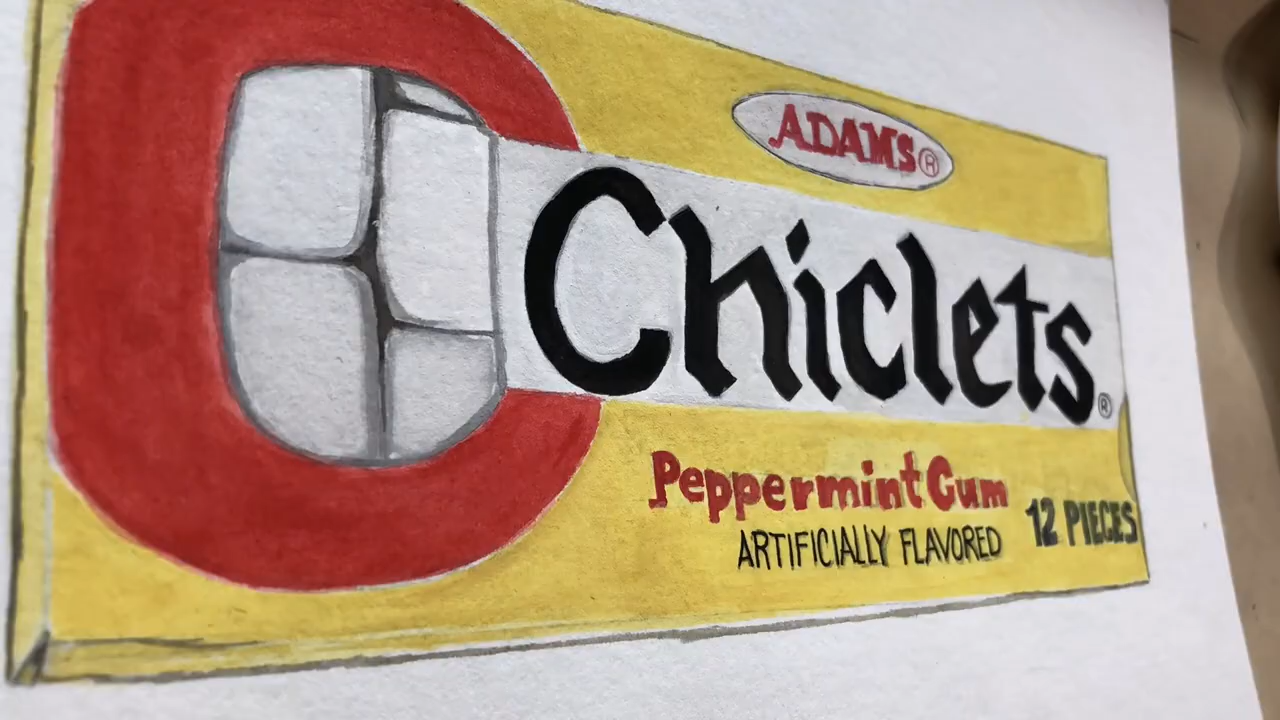 ADAMS®
Chiclets®
Peppermint Gum
ARTIFICIALLY FLAVORED
12 PIECES